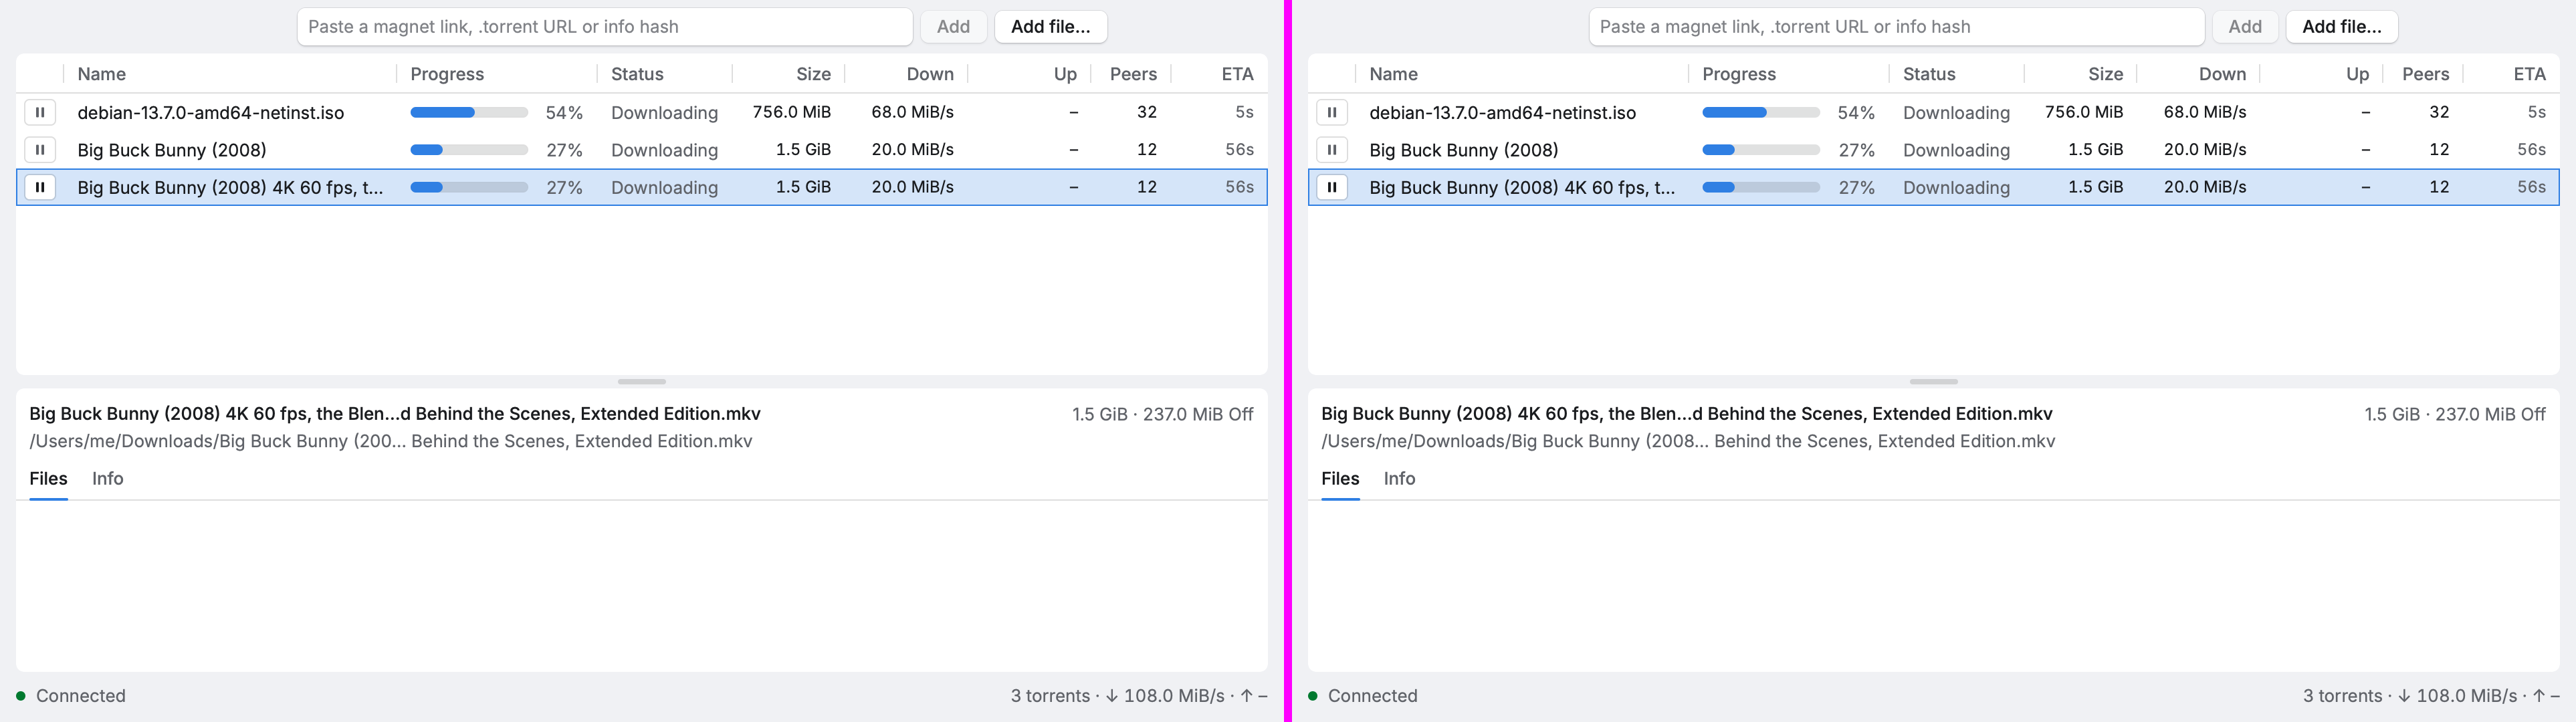 Paste a magnet link, .torrent URL or info hash Add Add file...
Name Progress Status Size Down Up Peers ETA
debian-13.7.0-amd64-netinst.iso 54% Downloading 756.0 MiB 68.0 MiB/s – 32 5s
Big Buck Bunny (2008) 27% Downloading 1.5 GiB 20.0 MiB/s – 12 56s
Big Buck Bunny (2008) 4K 60 fps, t... 27% Downloading 1.5 GiB 20.0 MiB/s – 12 56s
Big Buck Bunny (2008) 4K 60 fps, the Blen...d Behind the Scenes, Extended Edition.mkv 1.5 GiB · 237.0 MiB Off
/Users/me/Downloads/Big Buck Bunny (200... Behind the Scenes, Extended Edition.mkv
Files Info
Connected 3 torrents · ↓ 108.0 MiB/s · ↑ –
Paste a magnet link, .torrent URL or info hash Add Add file...
Name Progress Status Size Down Up Peers ETA
debian-13.7.0-amd64-netinst.iso 54% Downloading 756.0 MiB 68.0 MiB/s – 32 5s
Big Buck Bunny (2008) 27% Downloading 1.5 GiB 20.0 MiB/s – 12 56s
Big Buck Bunny (2008) 4K 60 fps, t... 27% Downloading 1.5 GiB 20.0 MiB/s – 12 56s
Big Buck Bunny (2008) 4K 60 fps, the Blen...d Behind the Scenes, Extended Edition.mkv 1.5 GiB · 237.0 MiB Off
/Users/me/Downloads/Big Buck Bunny (2008... Behind the Scenes, Extended Edition.mkv
Files Info
Connected 3 torrents · ↓ 108.0 MiB/s · ↑ –